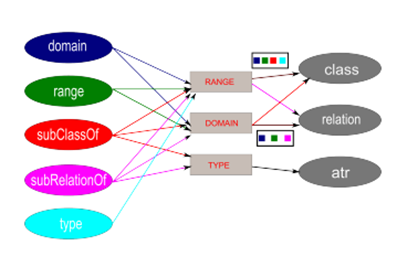 domain
range
subClassOf
subRelationOf
type
RANGE
DOMAIN
TYPE
class
relation
atr